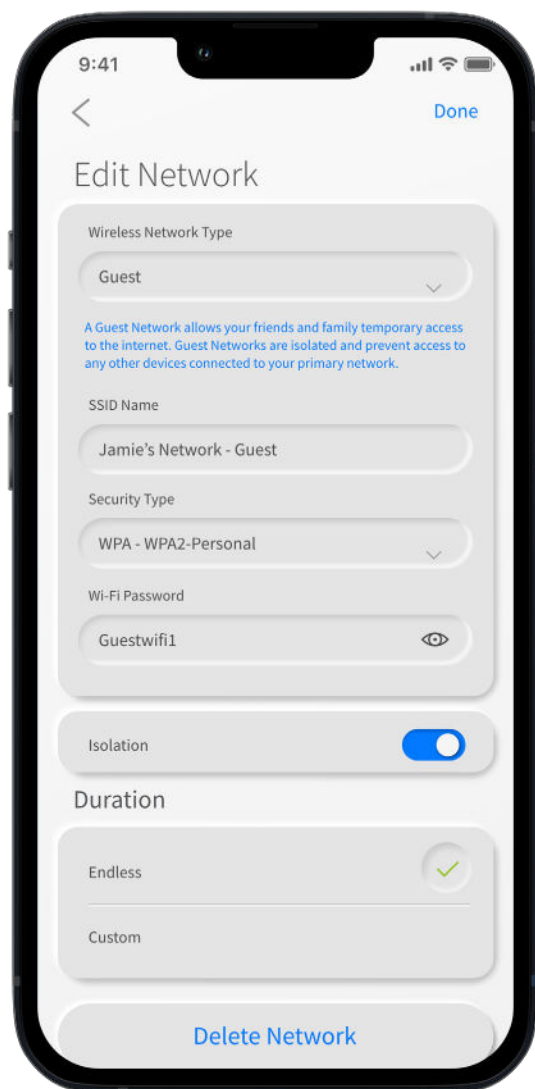 9:41
Done
Edit Network
Wireless Network Type
Guest
A Guest Network allows your friends and family temporary access
to the internet. Guest Networks are isolated and prevent access to
any other devices connected to your primary network.
SSID Name
Jamie’s Network - Guest
Security Type
WPA - WPA2-Personal
Wi-Fi Password
Guestwifi1
Isolation
Duration
Endless
Custom
Delete Network